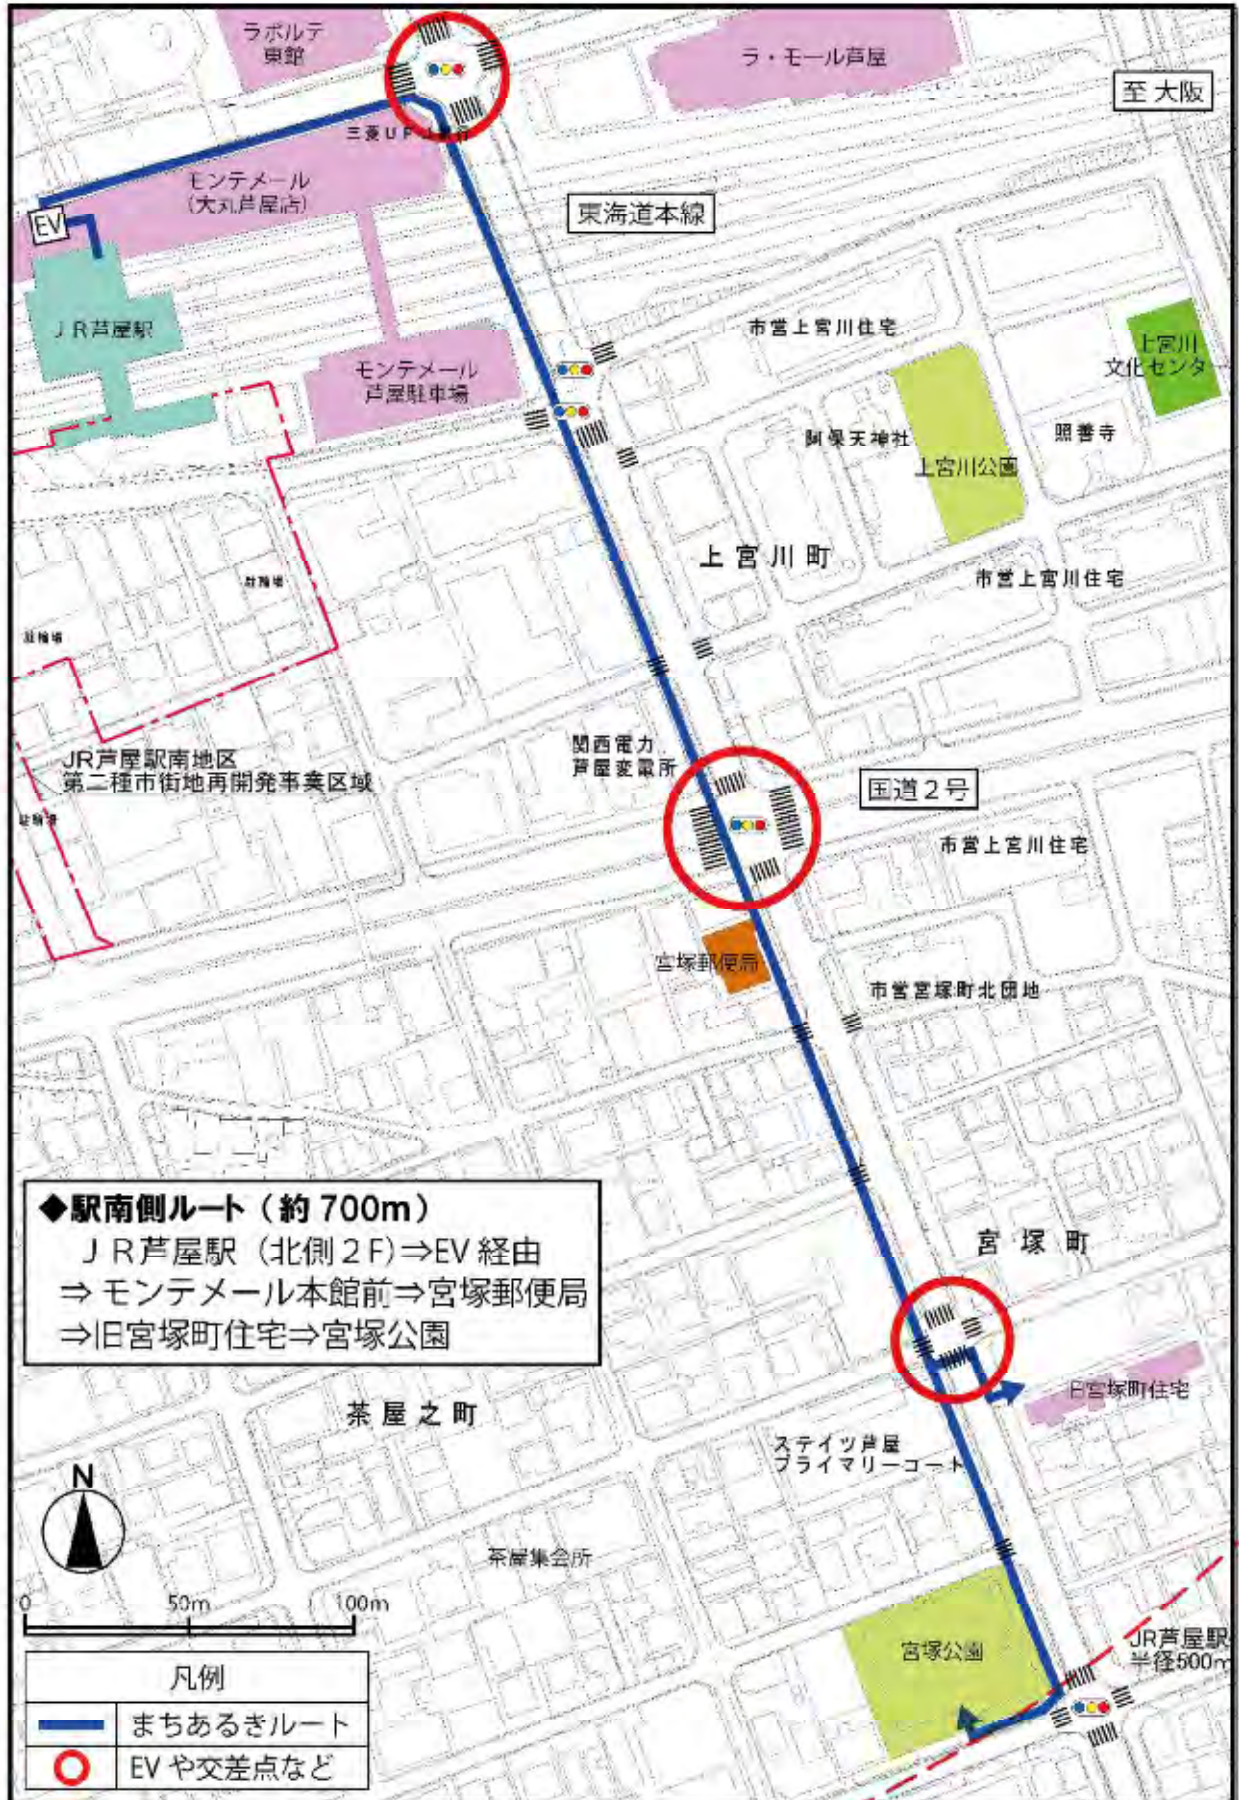 ラポルテ
東館
ラ・モール芦屋
至 大阪
モンテメール
(大丸芦屋店)
EV
東海道本線
JR芦屋駅
モンテメール
芦屋駐車場
市営上宮川住宅
上宮川
文化センタ
阿保天神社
照善寺
上宮川公園
上宮川町
市営上宮川住宅
駐輪場
駐輪場
関西電力
芦屋変電所
JR芦屋駅南地区
第二種市街地再開発事業区域
国道2号
駐輪場
市営上宮川住宅
宮塚郵便局
市営宮塚町北団地
◆駅南側ルート(約700m)
JR芦屋駅(北側2F)⇒EV経由
⇒モンテメール本館前⇒宮塚郵便局
⇒旧宮塚町住宅⇒宮塚公園
宮塚町
旧宮塚町住宅
茶屋之町
ステイツ芦屋
プライマリーコート
N
茶屋集会所
0 50m 100m
宮塚公園
JR芦屋駅
半径500m
凡例
まちあるきルート
EVや交差点など